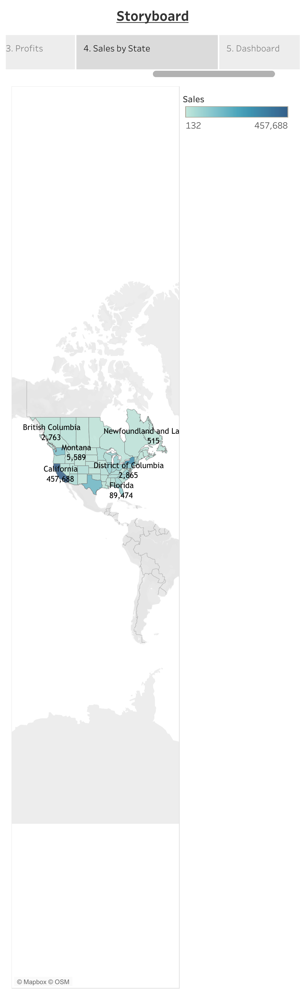 Storyboard
3. Profits
4. Sales by State
5. Dashboard
Sales
132
457,688
British Columbia
2,763
Newfoundland and La
515
Montana
5,589
District of Columbia
2,865
California
457,688
Florida
89,474
© Mapbox © OSM